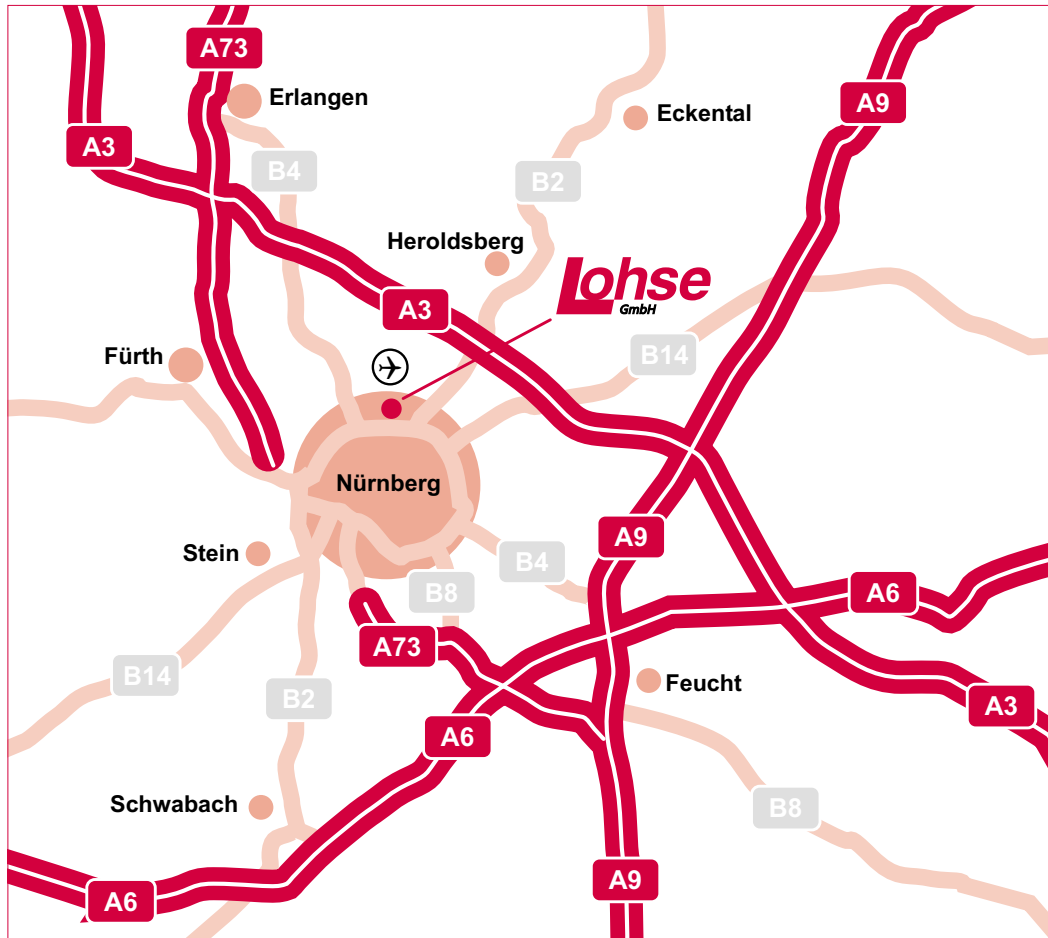 A73
Erlangen
A9
Eckental
A3
B4
B2
Heroldsberg
Lohse
GmbH
A3
Fürth
B14
Nürnberg
A9
Stein
B4
B8
A6
A73
B14
B2
Feucht
A3
A6
Schwabach
B8
A9
A6